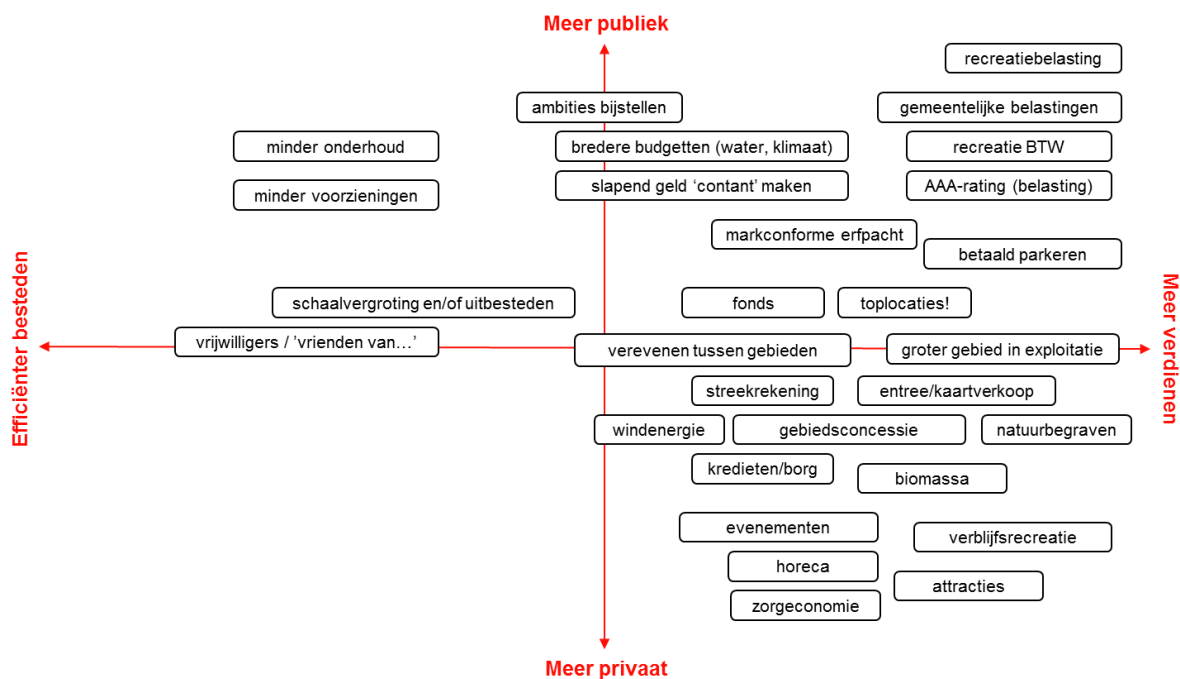 Meer publiek
recreatiebelasting
ambities bijstellen
gemeentelijke belastingen
minder onderhoud
bredere budgetten (water, klimaat)
recreatie BTW
minder voorzieningen
slapend geld ‘contant’ maken
AAA-rating (belasting)
markconforme erfpacht
betaald parkeren
Efficiënter besteden
schaalvergroting en/of uitbesteden
fonds
toplocaties!
Meer verdienen
vrijwilligers / ’vrienden van…’
verevenen tussen gebieden
groter gebied in exploitatie
streekrekening
entree/kaartverkoop
windenergie
gebiedsconcessie
natuurbegraven
kredieten/borg
biomassa
evenementen
verblijfsrecreatie
horeca
attracties
zorgeconomie
Meer privaat